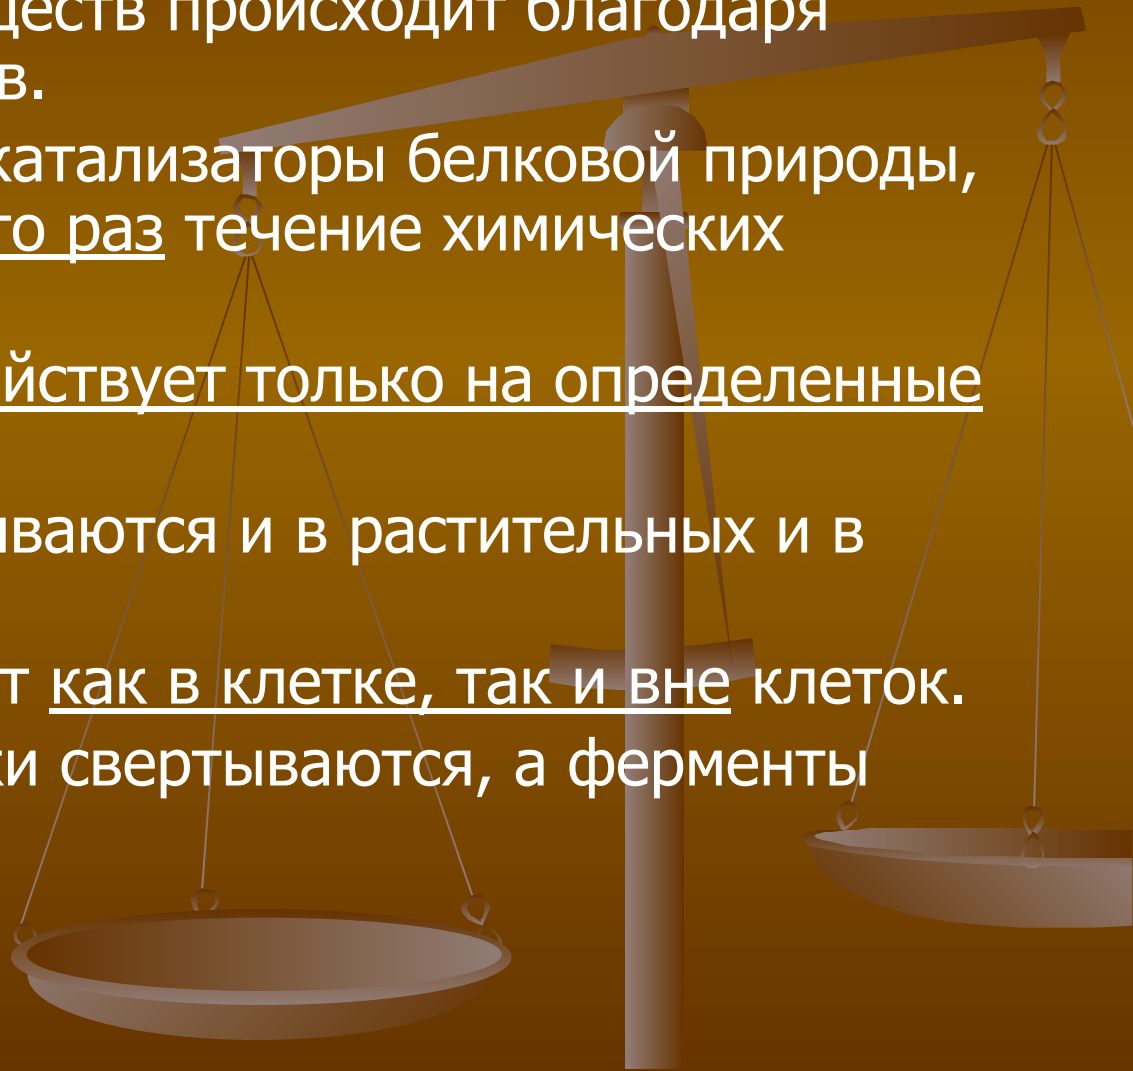 ществ происходит благодаря
в.
катализаторы белковой природы,
го раз течение химических
йствует только на определенные
иваются и в растительных и в
т как в клетке, так и вне клеток.
ки свертываются, а ферменты